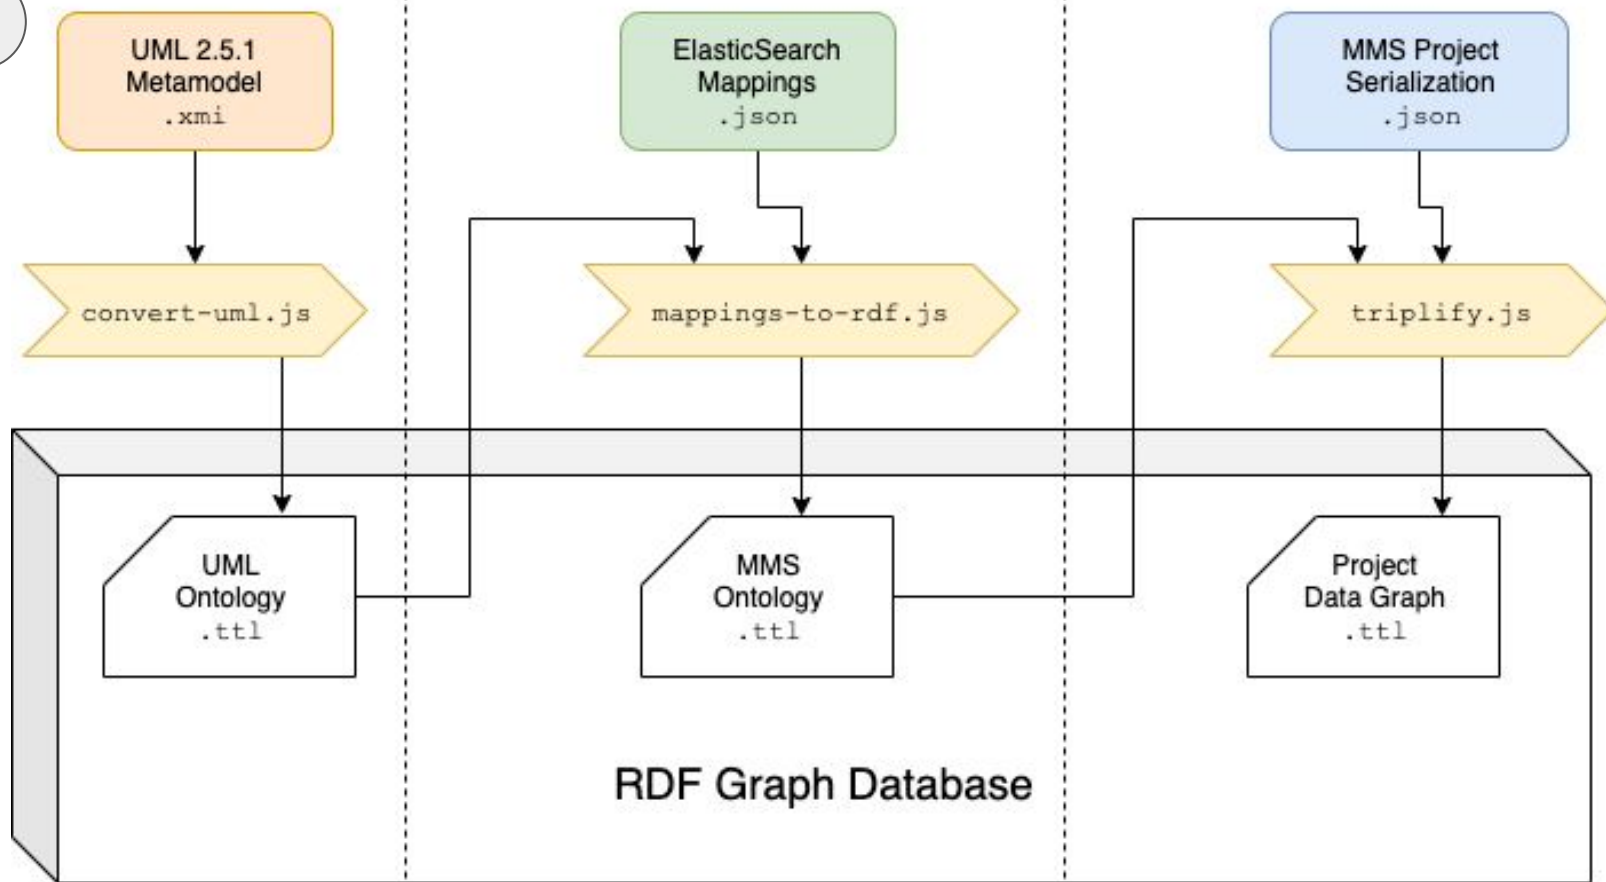 UML 2.5.1
Metamodel
.xmi
ElasticSearch
Mappings
.json
MMS Project
Serialization
.json
convert-uml.js
mappings-to-rdf.js
triplify.js
UML
Ontology
.ttl
MMS
Ontology
.ttl
Project
Data Graph
.ttl
RDF Graph Database